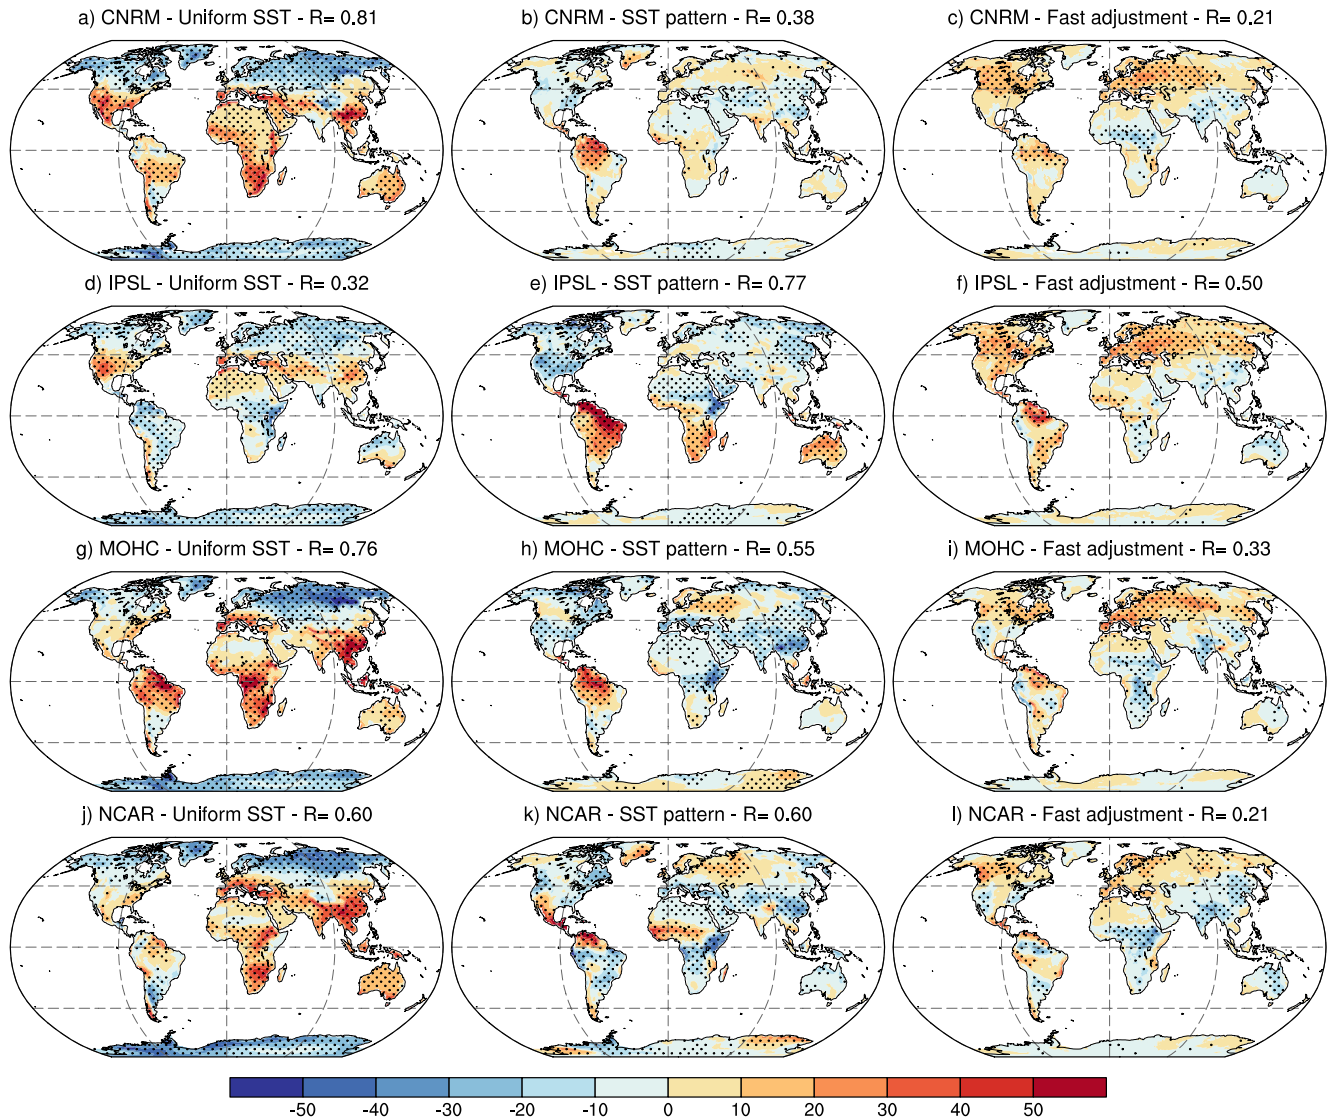 a) CNRM - Uniform SST - R= 0.81
b) CNRM - SST pattern - R= 0.38
c) CNRM - Fast adjustment - R= 0.21
d) IPSL - Uniform SST - R= 0.32
e) IPSL - SST pattern - R= 0.77
f) IPSL - Fast adjustment - R= 0.50
g) MOHC - Uniform SST - R= 0.76
h) MOHC - SST pattern - R= 0.55
i) MOHC - Fast adjustment - R= 0.33
j) NCAR - Uniform SST - R= 0.60
k) NCAR - SST pattern - R= 0.60
l) NCAR - Fast adjustment - R= 0.21
-50 -40 -30 -20 -10 0 10 20 30 40 50